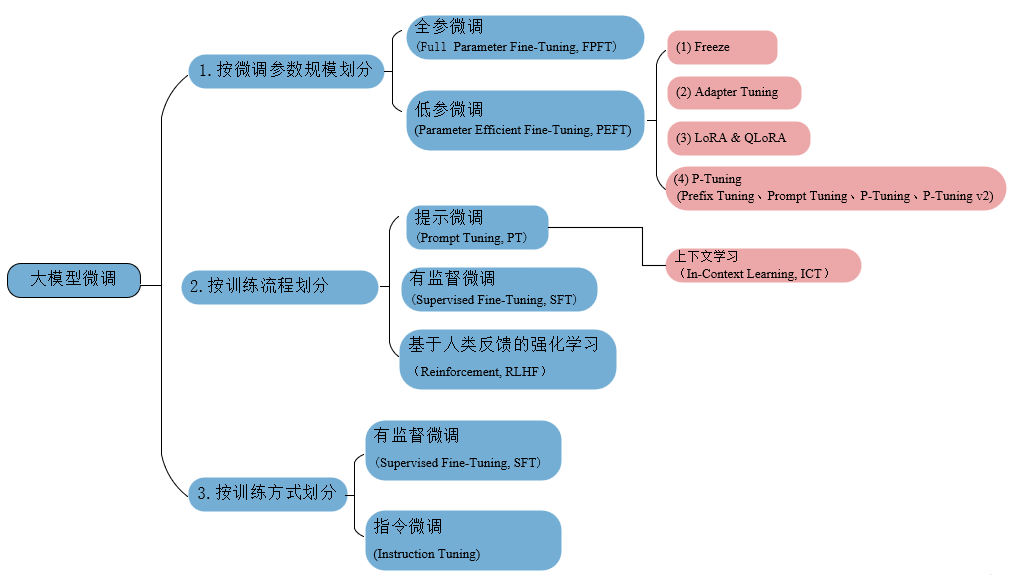 大模型微调
1.按微调参数规模划分
全参微调
(Full Parameter Fine-Tuning, FPFT)
低参微调
(Parameter Efficient Fine-Tuning, PEFT)
(1) Freeze
(2) Adapter Tuning
(3) LoRA & QLoRA
(4) P-Tuning
(Prefix Tuning、Prompt Tuning、P-Tuning、P-Tuning v2)
2.按训练流程划分
提示微调
(Prompt Tuning, PT)
上下文学习
（In-Context Learning, ICT）
有监督微调
(Supervised Fine-Tuning, SFT)
基于人类反馈的强化学习
（Reinforcement, RLHF）
3.按训练方式划分
有监督微调
(Supervised Fine-Tuning, SFT)
指令微调
(Instruction Tuning)